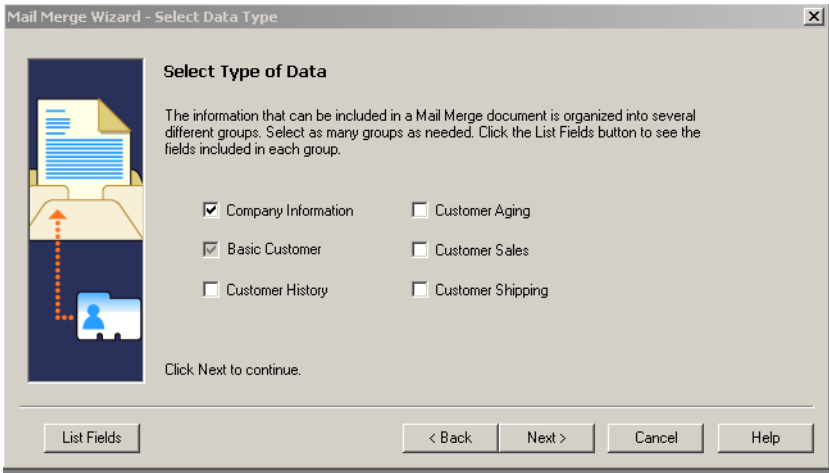 Mail Merge Wizard - Select Data Type
Select Type of Data
The information that can be included in a Mail Merge document is organized into several
different groups. Select as many groups as needed. Click the List Fields button to see the
fields included in each group.
Company Information
Customer Aging
Basic Customer
Customer Sales
Customer History
Customer Shipping
Click Next to continue.
List Fields
< Back
Next >
Cancel
Help